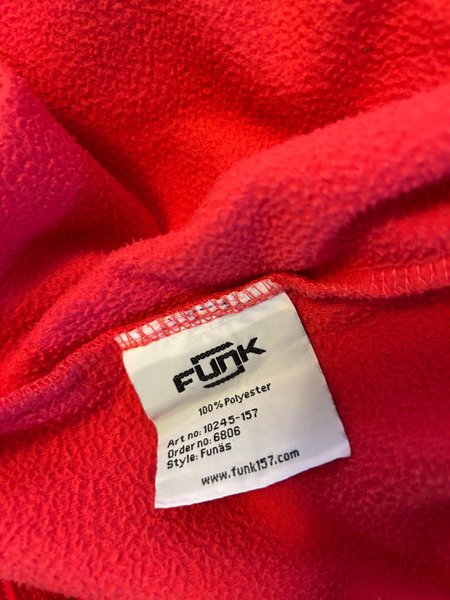 FUNK
100% Polyester
Art no: 10245-157
Order no: 6806
Style: Funäs
www.funk157.com